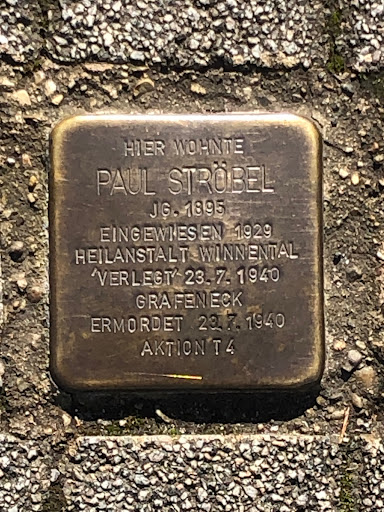 HIER WOHNTE
PAUL STRÖBEL
JG. 1895
EINGEWIESEN 1929
HEILANSTALT WINNENTAL
'VERLEGT' 23.7.1940
GRAFENECK
ERMORDET 23.7.1940
AKTION T4